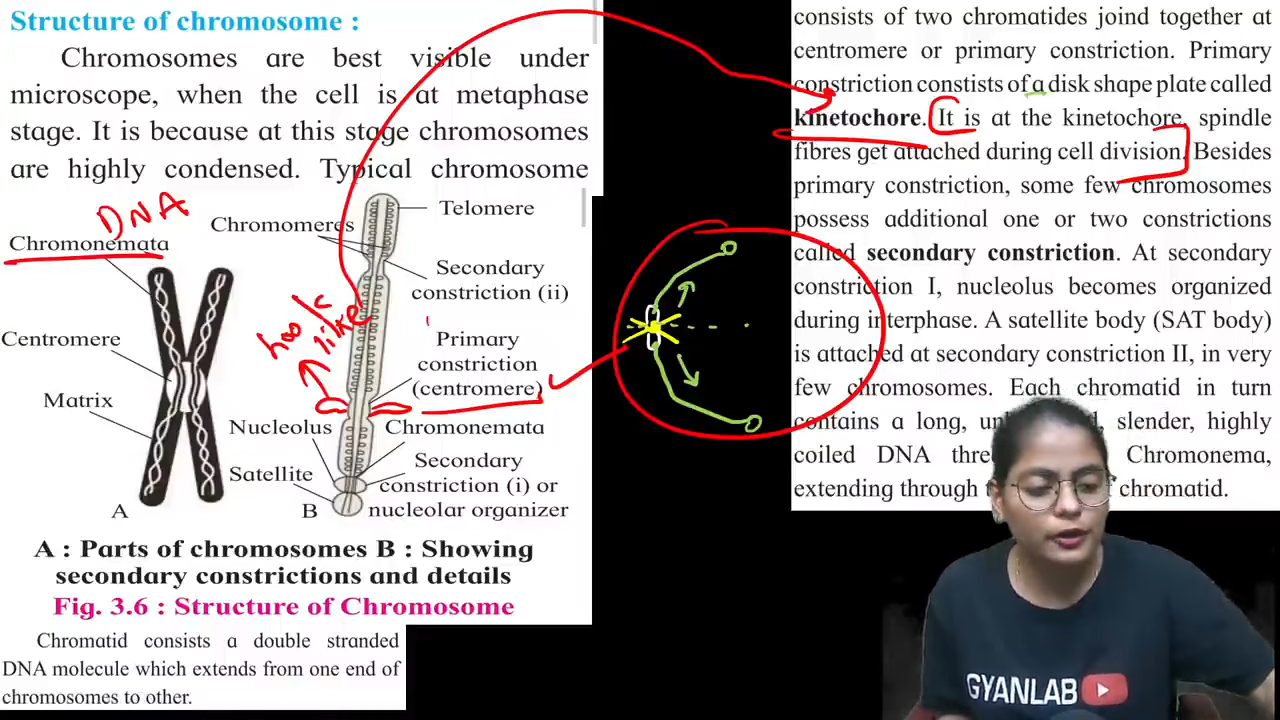 Structure of chromosome :
Chromosomes are best visible under
microscope, when the cell is at metaphase
stage. It is because at this stage chromosomes
are highly condensed. Typical chromosome
DNA
Chromonemata
Centromere
Matrix
A
Chromomeres
Telomere
Secondary
constriction (ii)
hook
like
Primary
constriction
(centromere)
Nucleolus
Chromonemata
Satellite
Secondary
constriction (i) or
nucleolar organizer
B
A : Parts of chromosomes B : Showing
secondary constrictions and details
Fig. 3.6 : Structure of Chromosome
Chromatid consists a double stranded
DNA molecule which extends from one end of
chromosomes to other.
consists of two chromatides joind together at
centromere or primary constriction. Primary
constriction constists of a disk shape plate called
kinetochore. It is at the kinetochore, spindle
fibres get attached during cell division. Besides
primary constriction, some few chromosomes
possess additional one or two constrictions
called secondary constriction. At secondary
constriction I, nucleolus becomes organized
during interphase. A satellite body (SAT body)
is attached at secondary constriction II, in very
few chromosomes. Each chromatid in turn
contains a long, slender, highly
coiled DNA Chromonema,
extending through chromatid.
GYANLAB